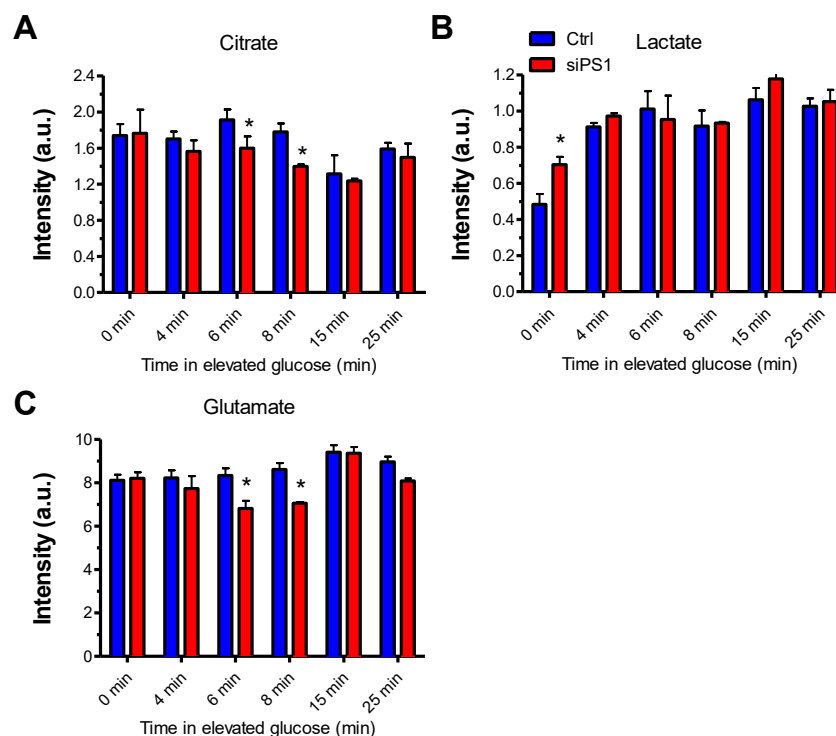 A
Citrate
Intensity (a.u.)
2.4
2.0
1.6
1.2
0.8
0.4
0.0
*
*
0 min
4 min
6 min
8 min
15 min
25 min
Time in elevated glucose (min)
B
Ctrl
siPS1
Lactate
Intensity (a.u.)
1.2
1.0
0.8
0.6
0.4
0.2
0.0
*
0 min
4 min
6 min
8 min
15 min
25 min
Time in elevated glucose (min)
C
Glutamate
Intensity (a.u.)
10
8
6
4
2
0
*
*
0 min
4 min
6 min
8 min
15 min
25 min
Time in elevated glucose (min)